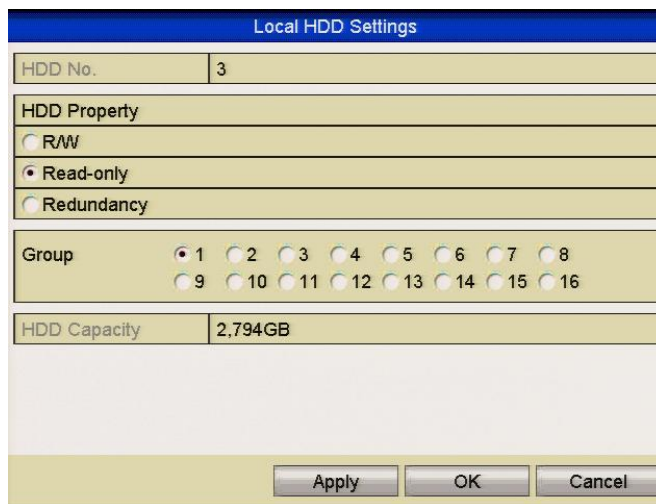 Local HDD Settings
HDD No. 3
HDD Property
R/W
Read-only
Redundancy
Group 1 2 3 4 5 6 7 8
9 10 11 12 13 14 15 16
HDD Capacity 2,794GB
Apply OK Cancel